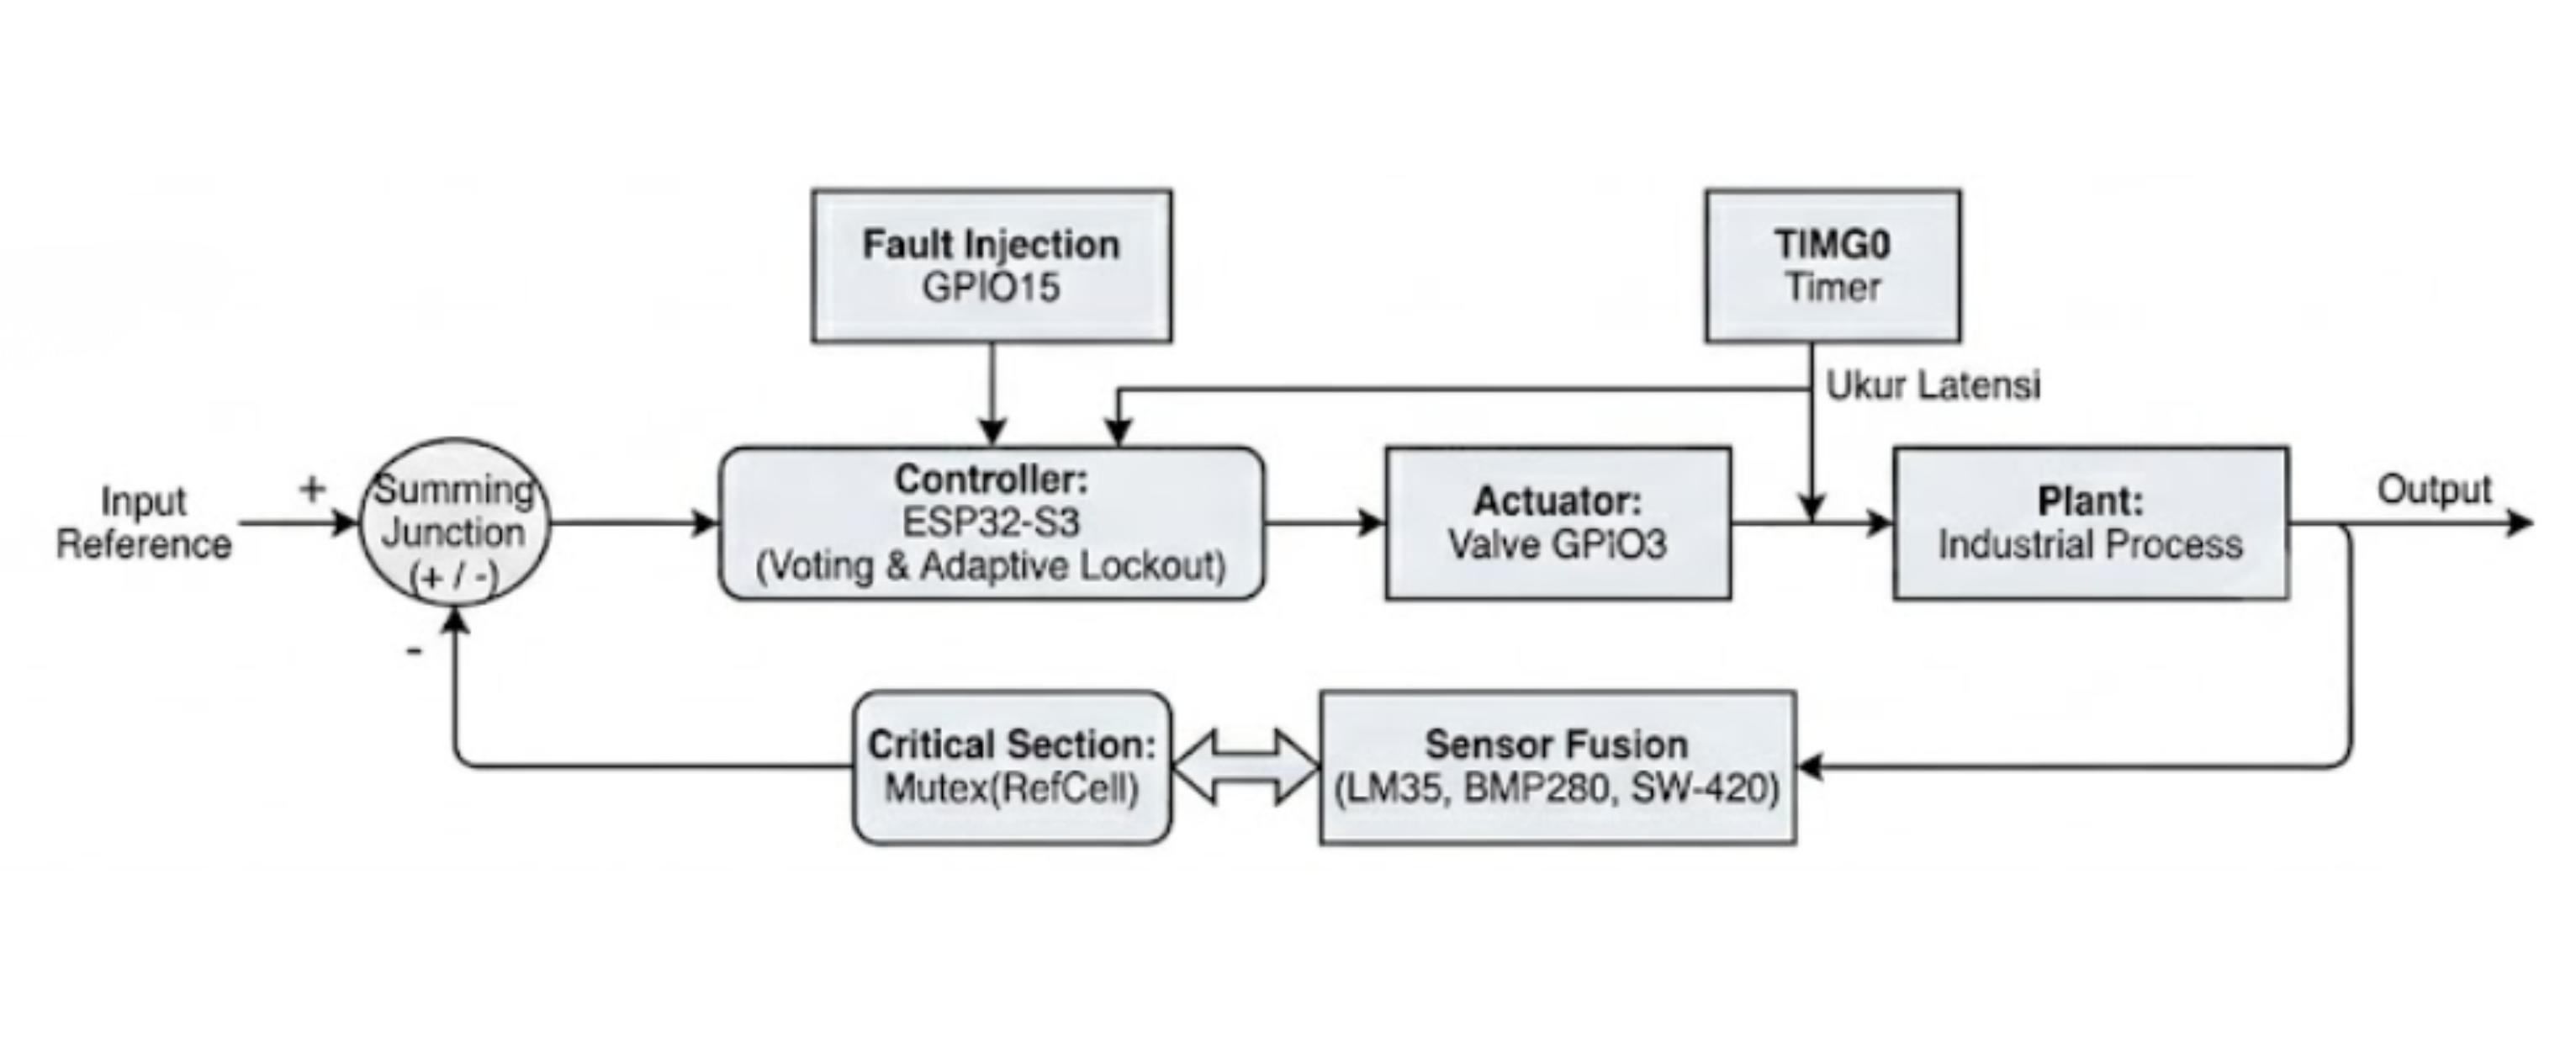 Fault Injection
GPIO15
TIMG0
Timer
Ukur Latensi
Input
Reference
+
Summing
Junction
(+ / -)
-
Controller:
ESP32-S3
(Voting & Adaptive Lockout)
Actuator:
Valve GPIO3
Plant:
Industrial Process
Output
Critical Section:
Mutex(RefCell)
Sensor Fusion
(LM35, BMP280, SW-420)